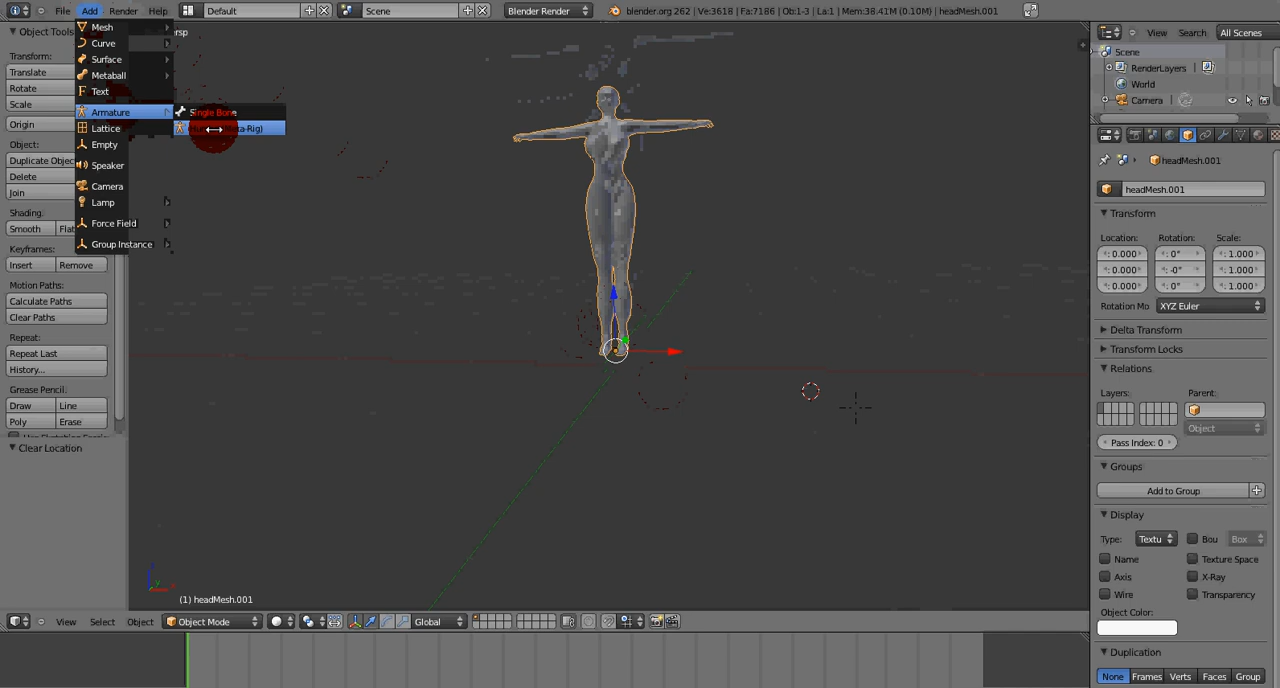 File Add Render Help Default Scene Blender Render blender.org 262 | Ve:3618 | Fa:7186 | Ob:1-3 | La:1 | Mem:38.41M (0.10M) | headMesh.001
Mesh
Curve
Surface
Metaball
Text
Armature
Lattice
Empty
Speaker
Camera
Lamp
Force Field
Group Instance
Single Bone
Meta-Rig)
ersp
Object Tools
Transform:
Translate
Rotate
Scale
Origin
Object:
Duplicate Objec
Delete
Join
Shading:
Smooth Flat
Keyframes:
Insert Remove
Motion Paths:
Calculate Paths
Clear Paths
Repeat:
Repeat Last
History...
Grease Pencil:
Draw Line
Poly Erase
Clear Location
(1) headMesh.001
View Select Object Object Mode Global
View Search All Scenes
Scene
RenderLayers |
World
Camera
headMesh.001
headMesh.001
Transform
Location: Rotation: Scale:
0.000 0° 1.000
0.000 -0° 1.000
0.000 0° 1.000
Rotation Mo XYZ Euler
Delta Transform
Transform Locks
Relations
Layers: Parent:
Object
Pass Index: 0
Groups
Add to Group
Display
Type: Textu Bou Box
Name Texture Space
Axis X-Ray
Wire Transparency
Object Color:
Duplication
None Frames Verts Faces Group